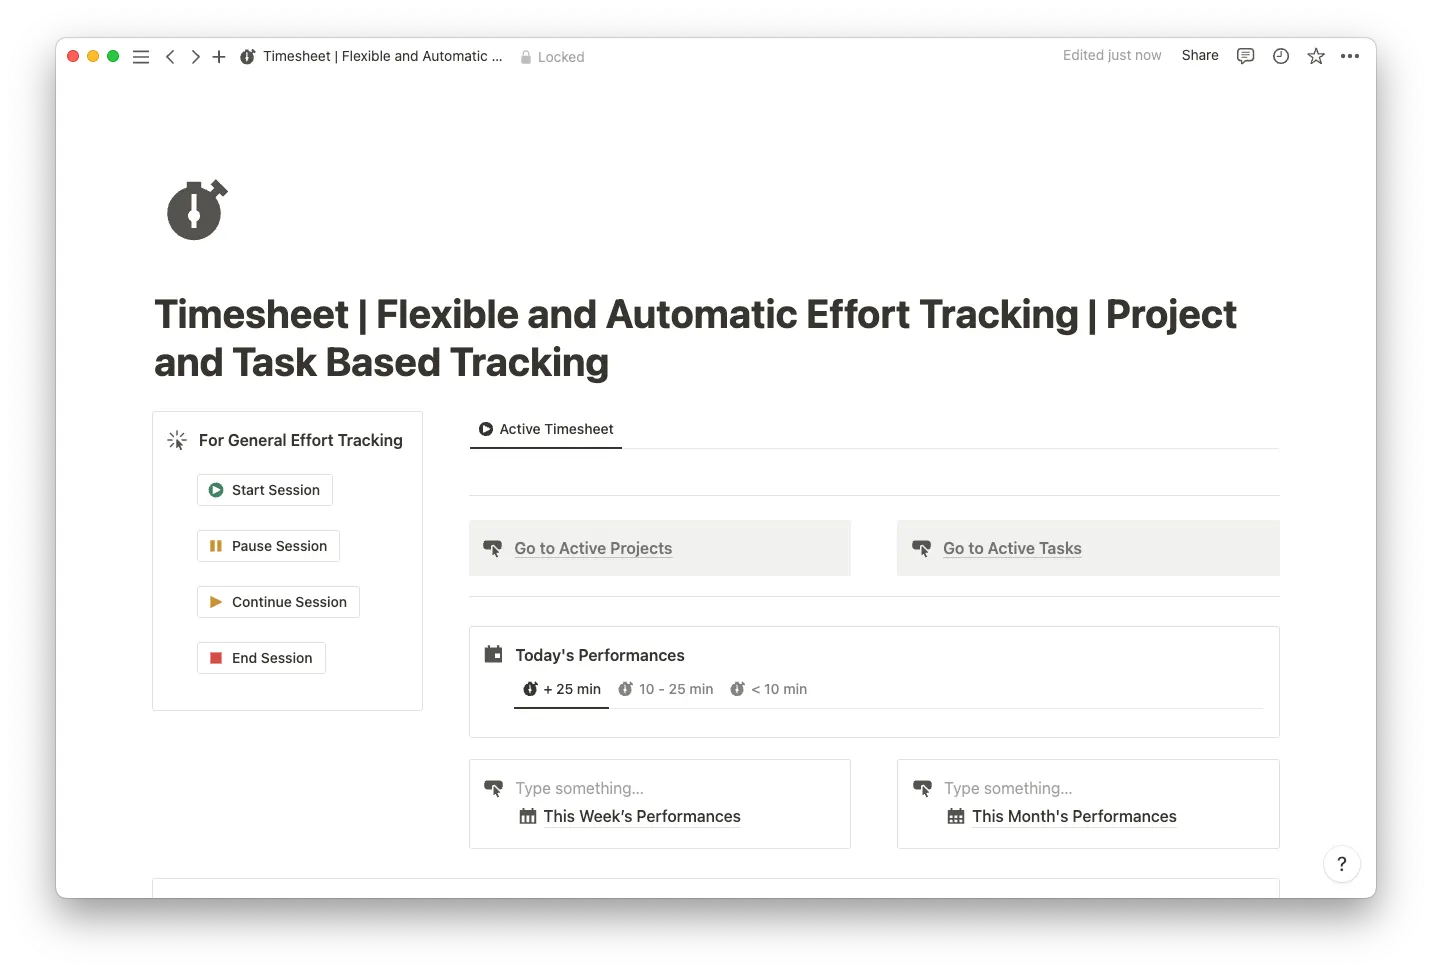 Timesheet | Flexible and Automatic ...
Locked
Edited just now
Share
Timesheet | Flexible and Automatic Effort Tracking | Project
and Task Based Tracking
For General Effort Tracking
Start Session
Pause Session
Continue Session
End Session
Active Timesheet
Go to Active Projects
Go to Active Tasks
Today's Performances
+ 25 min
10 - 25 min
< 10 min
Type something...
This Week’s Performances
Type something...
This Month's Performances
?